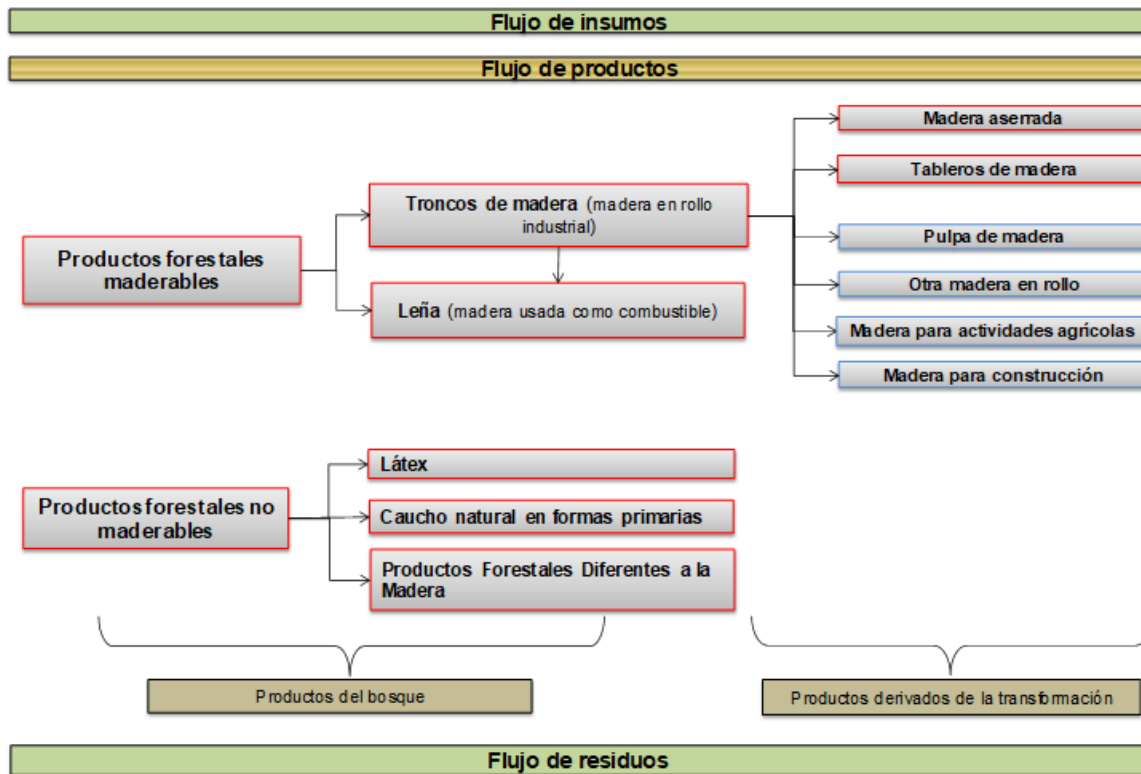 Flujo de insumos
Flujo de productos
Madera aserrada
Tableros de madera
Troncos de madera (madera en rollo
industrial)
Pulpa de madera
Productos forestales
maderables
Otra madera en rollo
Leña (madera usada como combustible)
Madera para actividades agrícolas
Madera para construcción
Látex
Productos forestales no
maderables
Caucho natural en formas primarias
Productos Forestales Diferentes a la
Madera
Productos del bosque
Productos derivados de la transformación
Flujo de residuos